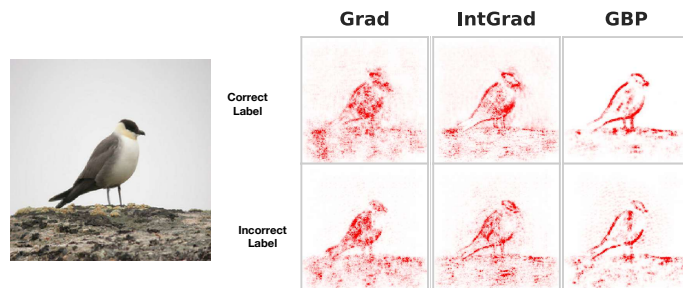 Grad IntGrad GBP
Correct
Label
Incorrect
Label